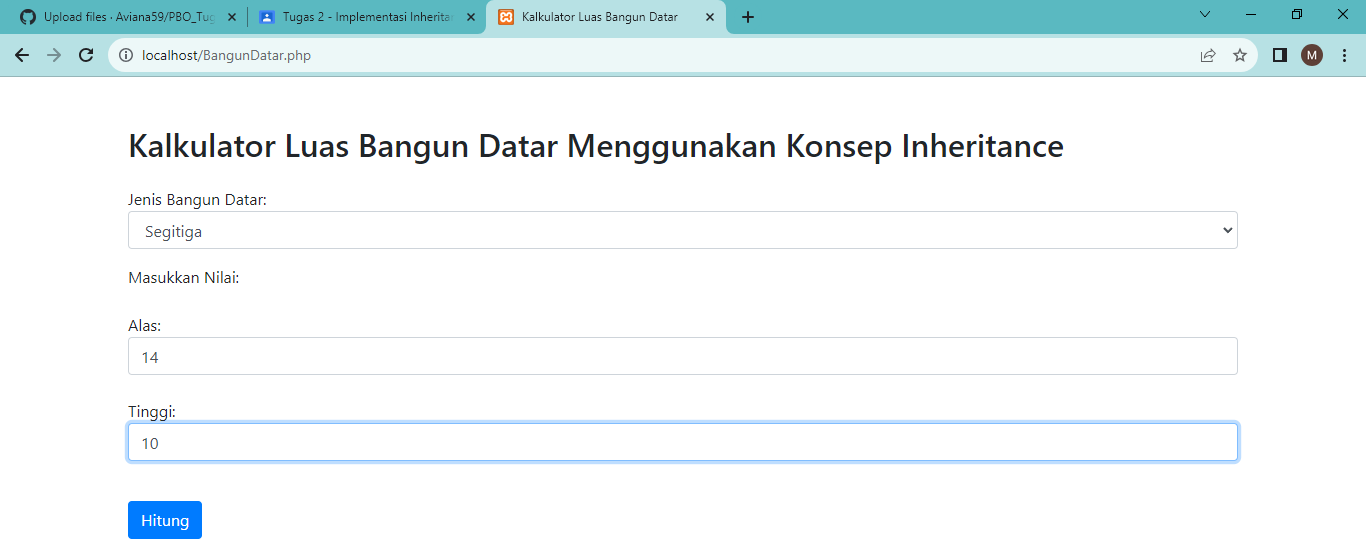 Upload files · Aviana59/PBO_Tug
Tugas 2 - Implementasi Inherita
Kalkulator Luas Bangun Datar
localhost/BangunDatar.php
M
Kalkulator Luas Bangun Datar Menggunakan Konsep Inheritance
Jenis Bangun Datar:
Segitiga
Masukkan Nilai:
Alas:
14
Tinggi:
10
Hitung